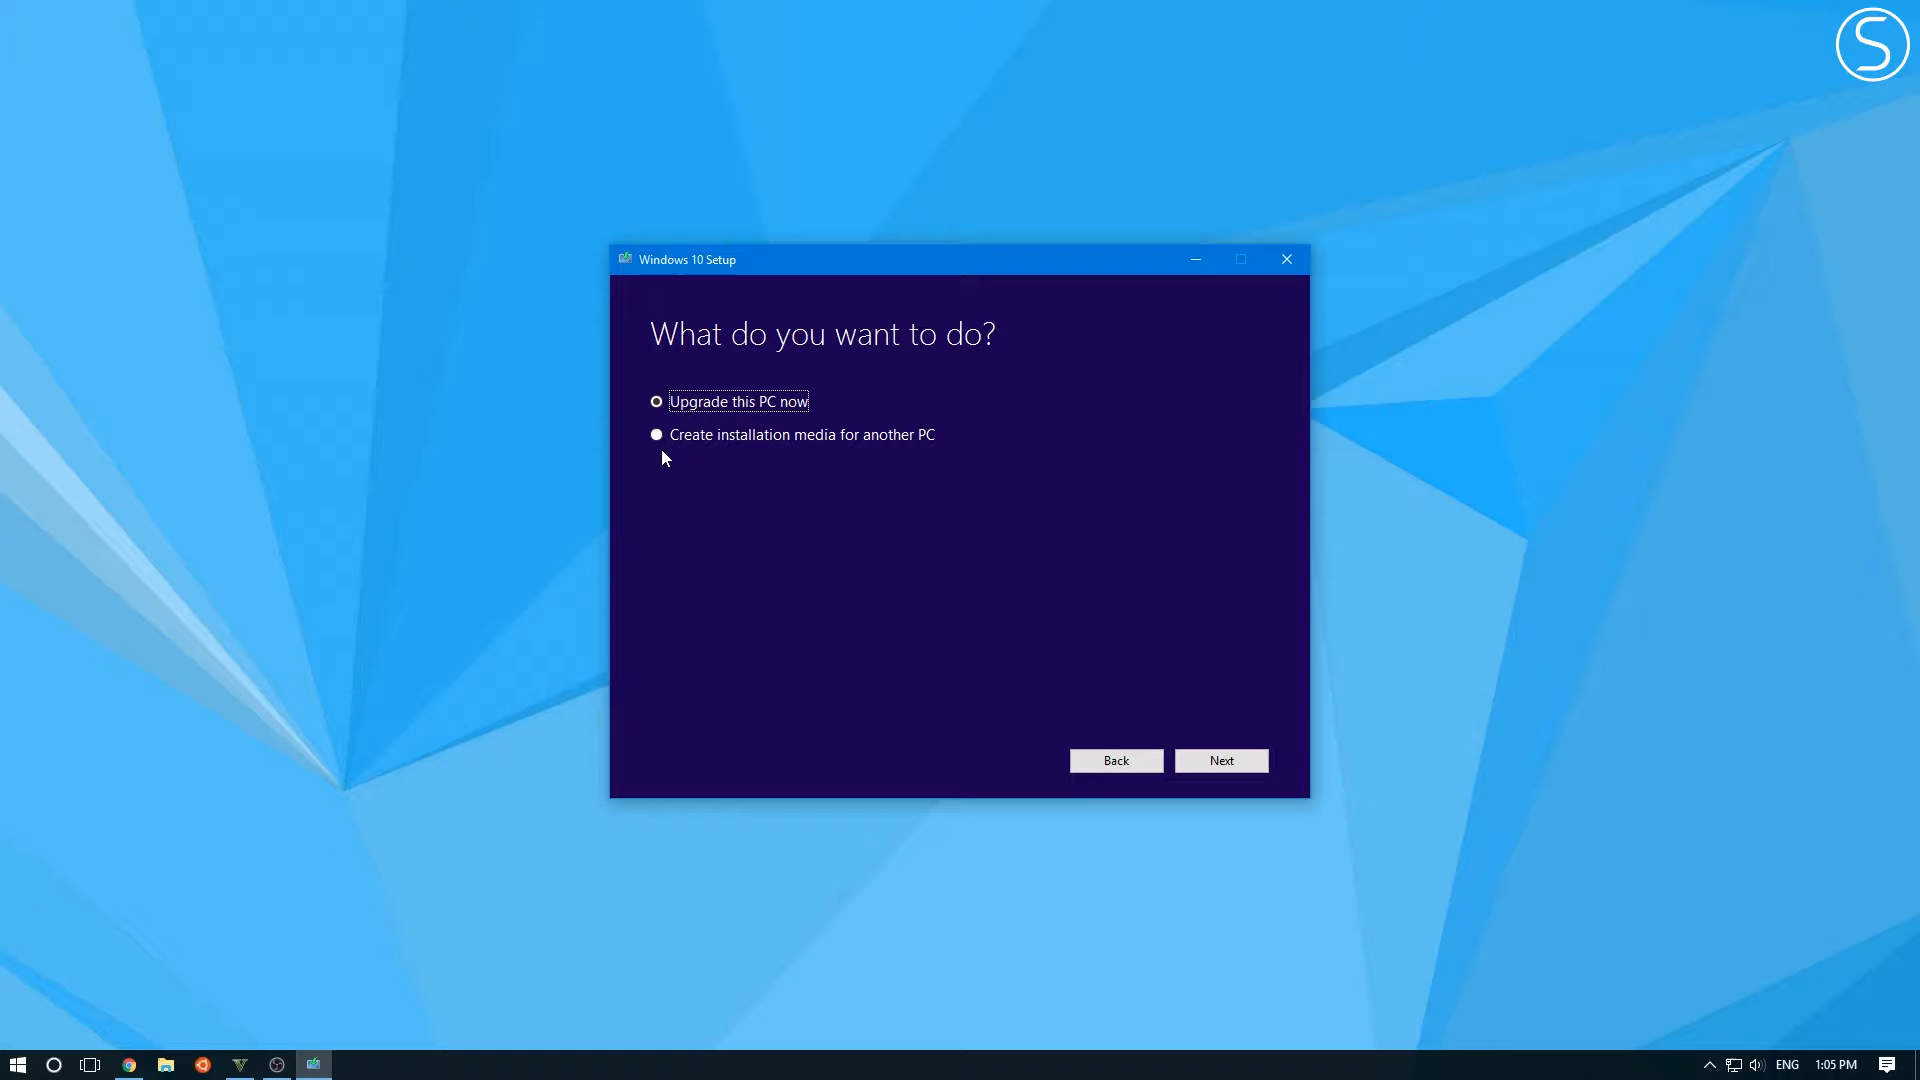 S
Windows 10 Setup
What do you want to do?
Upgrade this PC now
Create installation media for another PC
Back Next
ENG 1:05 PM